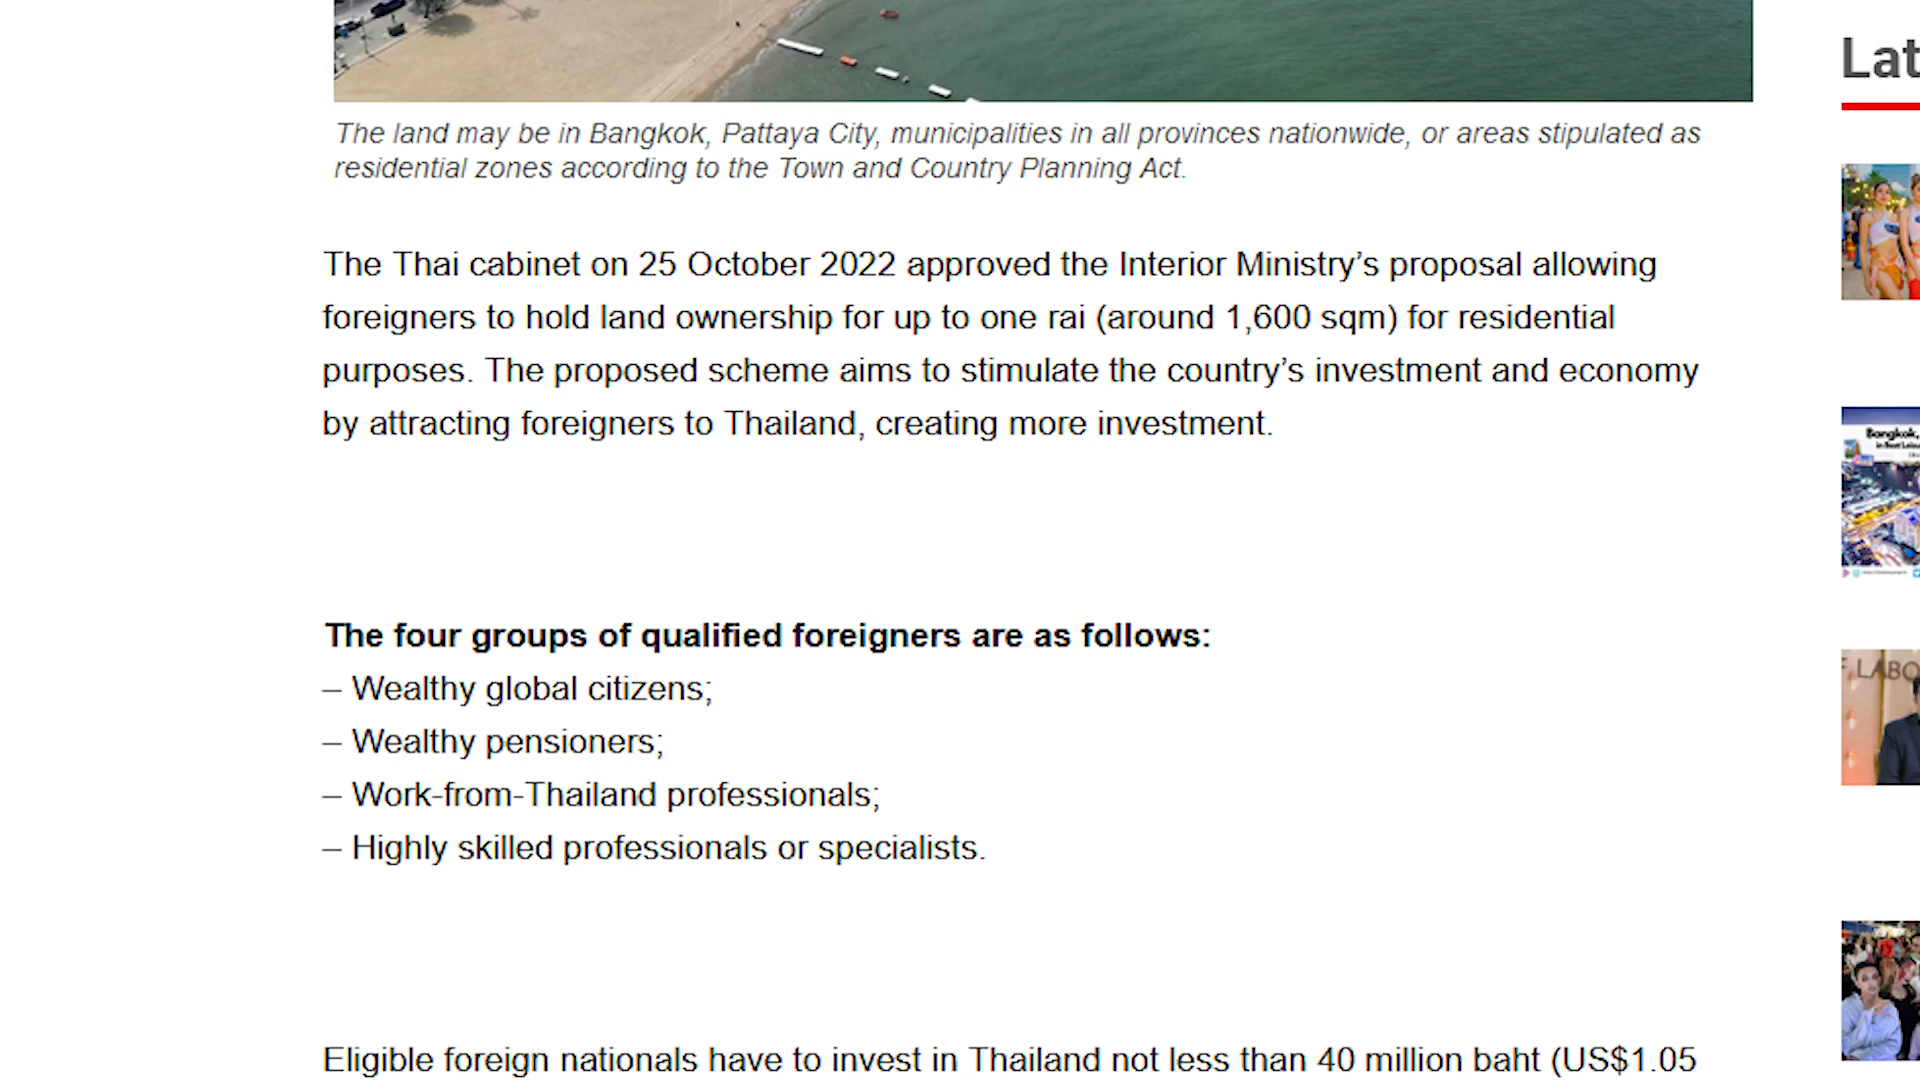 The land may be in Bangkok, Pattaya City, municipalities in all provinces nationwide, or areas stipulated as
residential zones according to the Town and Country Planning Act.
The Thai cabinet on 25 October 2022 approved the Interior Ministry’s proposal allowing
foreigners to hold land ownership for up to one rai (around 1,600 sqm) for residential
purposes. The proposed scheme aims to stimulate the country’s investment and economy
by attracting foreigners to Thailand, creating more investment.
The four groups of qualified foreigners are as follows:
– Wealthy global citizens;
– Wealthy pensioners;
– Work-from-Thailand professionals;
– Highly skilled professionals or specialists.
Eligible foreign nationals have to invest in Thailand not less than 40 million baht (US$1.05
Lat
Bangkok,
LABO